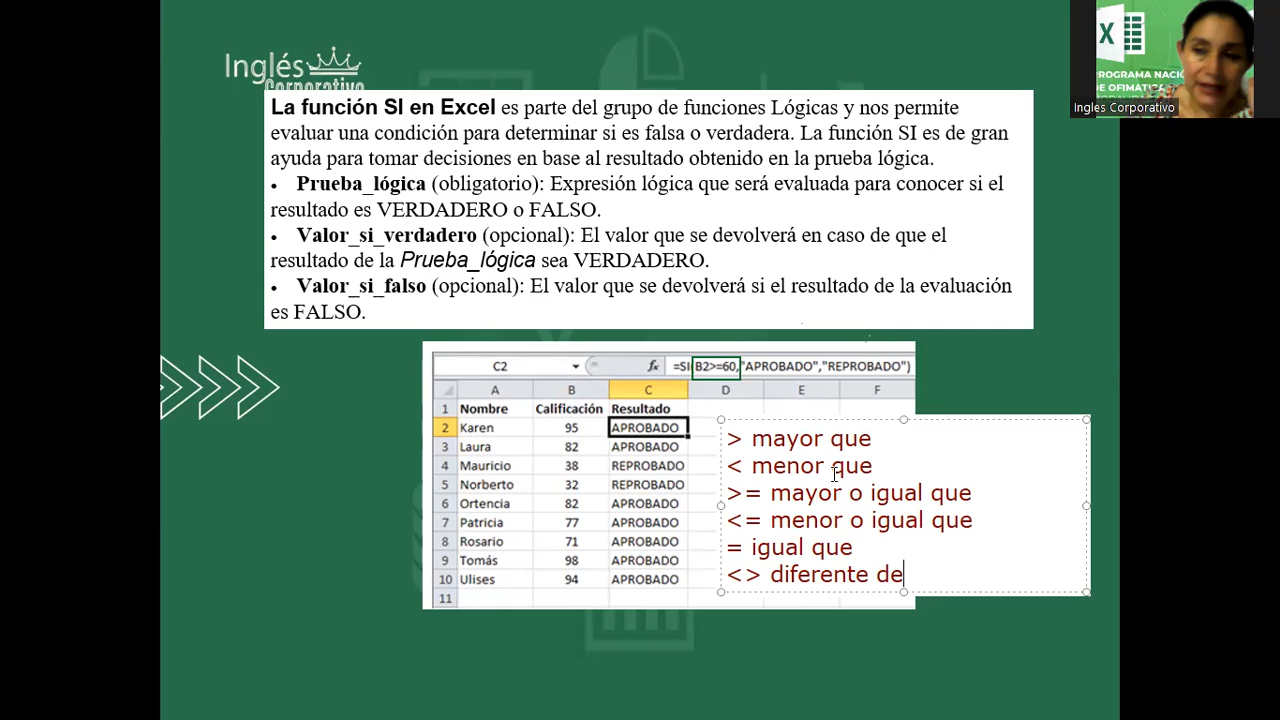 Inglés
Corporativo
La función SI en Excel es parte del grupo de funciones Lógicas y nos permite
evaluar una condición para determinar si es falsa o verdadera. La función SI es de gran
ayuda para tomar decisiones en base al resultado obtenido en la prueba lógica.
• Prueba_lógica (obligatorio): Expresión lógica que será evaluada para conocer si el
resultado es VERDADERO o FALSO.
• Valor_si_verdadero (opcional): El valor que se devolverá en caso de que el
resultado de la Prueba_lógica sea VERDADERO.
• Valor_si_falso (opcional): El valor que se devolverá si el resultado de la evaluación
es FALSO.
C2 fx =SI(B2>=60,"APROBADO","REPROBADO")
A B C D E F
1 Nombre Calificación Resultado
2 Karen 95 APROBADO
3 Laura 82 APROBADO
4 Mauricio 38 REPROBADO
5 Norberto 32 REPROBADO
6 Ortencia 82 APROBADO
7 Patricia 77 APROBADO
8 Rosario 71 APROBADO
9 Tomás 98 APROBADO
10 Ulises 94 APROBADO
11
> mayor que
< menor que
>= mayor o igual que
<= menor o igual que
= igual que
<> diferente de
X
PROGRAMA NACI
DE OFIMATIC
Ingles Corporativo